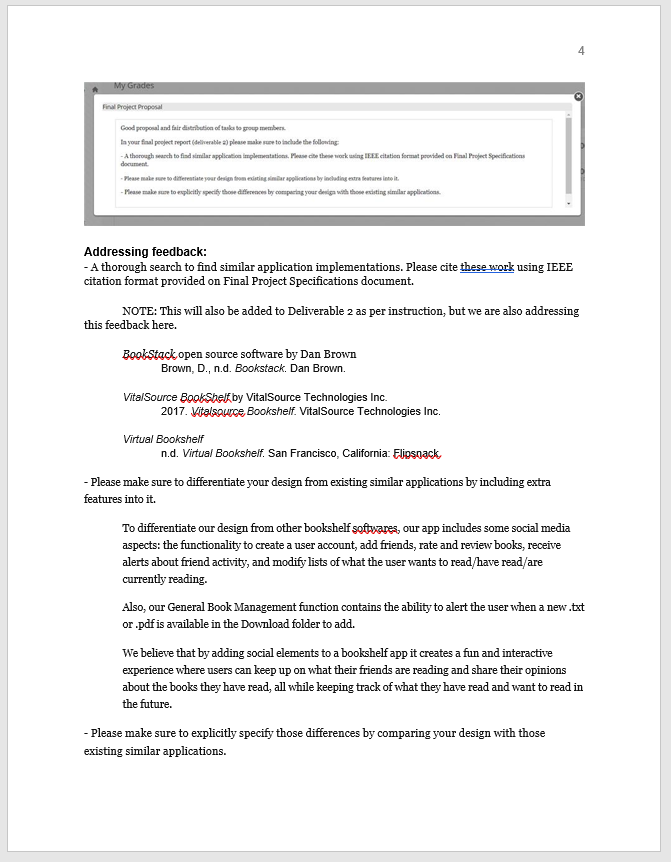 4
My Grades
Final Project Proposal
Good proposal and fair distribution of tasks to group members.
In your final project report (deliverable 2) please make sure to include the following:
- A thorough search to find similar application implementations. Please cite these work using IEEE citation format provided on Final Project Specifications
document.
- Please make sure to differentiate your design from existing similar applications by including extra features into it.
- Please make sure to explicitly specify those differences by comparing your design with those existing similar applications.
Addressing feedback:
- A thorough search to find similar application implementations. Please cite these work using IEEE
citation format provided on Final Project Specifications document.
NOTE: This will also be added to Deliverable 2 as per instruction, but we are also addressing
this feedback here.
BookStack open source software by Dan Brown
Brown, D., n.d. Bookstack. Dan Brown.
VitalSource BookShelf by VitalSource Technologies Inc.
2017. Vitalsource Bookshelf. VitalSource Technologies Inc.
Virtual Bookshelf
n.d. Virtual Bookshelf. San Francisco, California: Flipsnack.
- Please make sure to differentiate your design from existing similar applications by including extra
features into it.
To differentiate our design from other bookshelf softwares, our app includes some social media
aspects: the functionality to create a user account, add friends, rate and review books, receive
alerts about friend activity, and modify lists of what the user wants to read/have read/are
currently reading.
Also, our General Book Management function contains the ability to alert the user when a new .txt
or .pdf is available in the Download folder to add.
We believe that by adding social elements to a bookshelf app it creates a fun and interactive
experience where users can keep up on what their friends are reading and share their opinions
about the books they have read, all while keeping track of what they have read and want to read in
the future.
- Please make sure to explicitly specify those differences by comparing your design with those
existing similar applications.